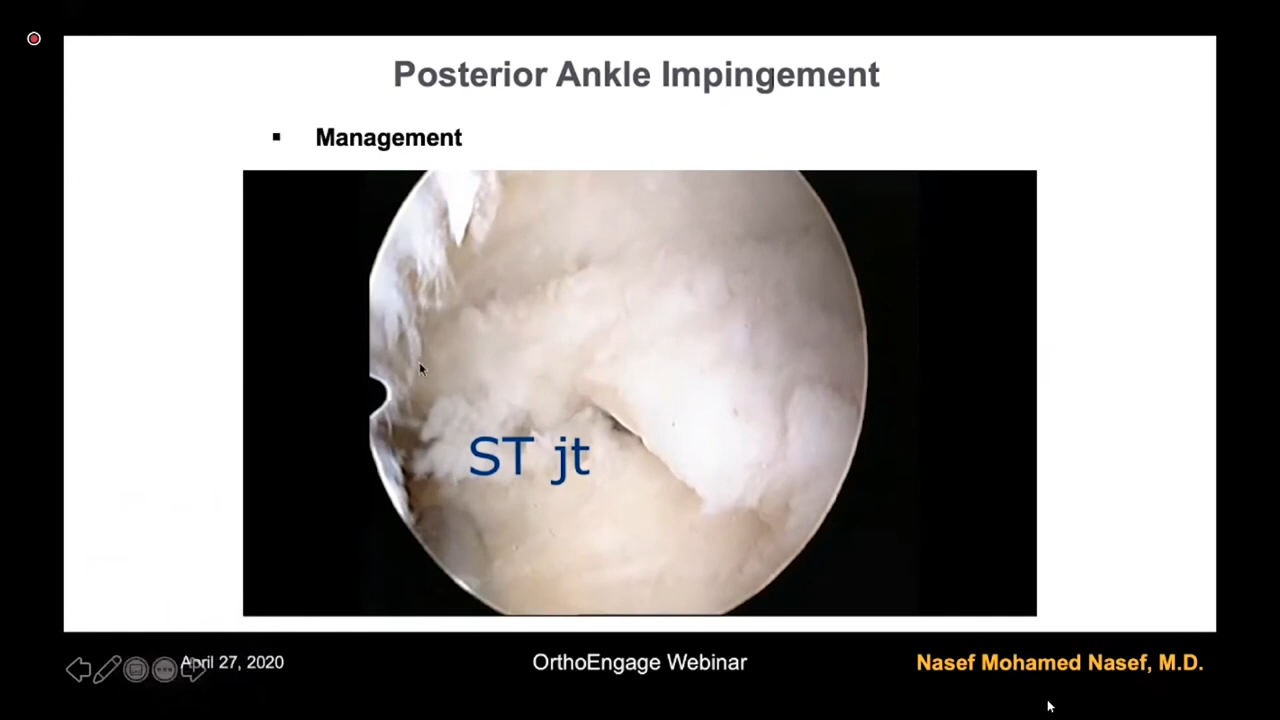 Posterior Ankle Impingement
▪ Management
ST jt
April 27, 2020
OrthoEngage Webinar
Nasef Mohamed Nasef, M.D.